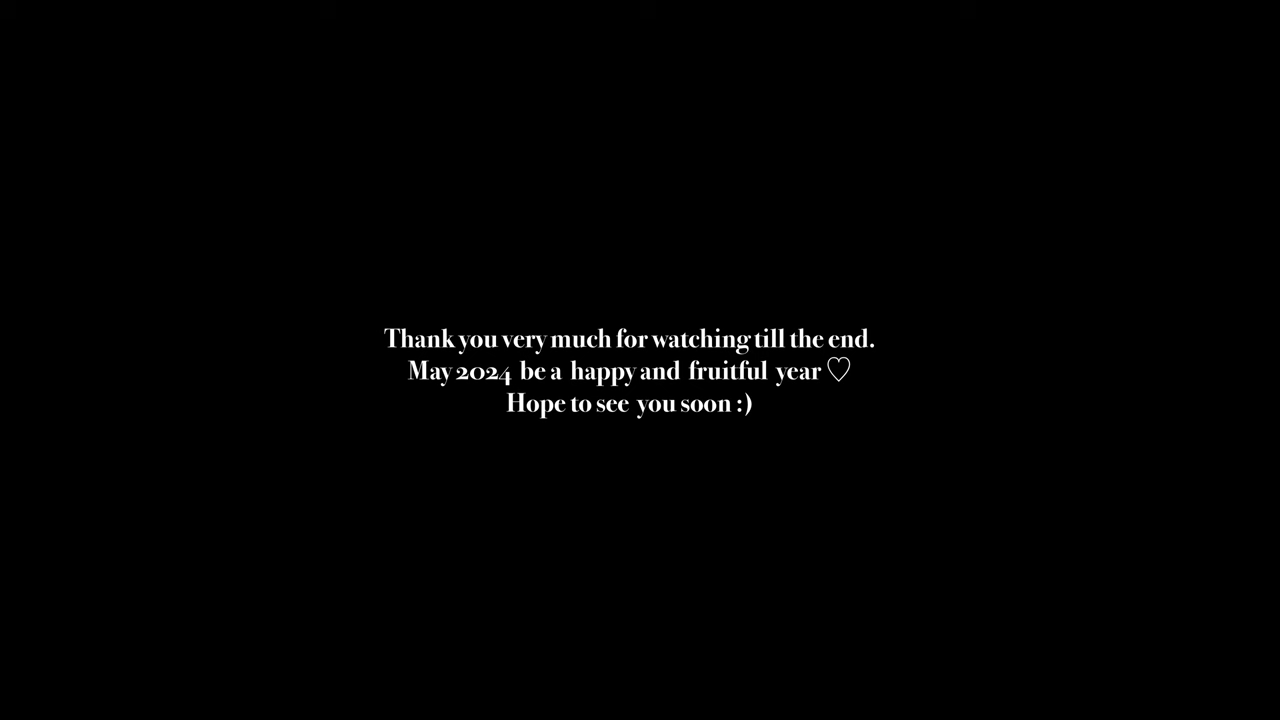 Thank you very much for watching till the end.
May 2024 be a happy and fruitful year ♡
Hope to see you soon :)